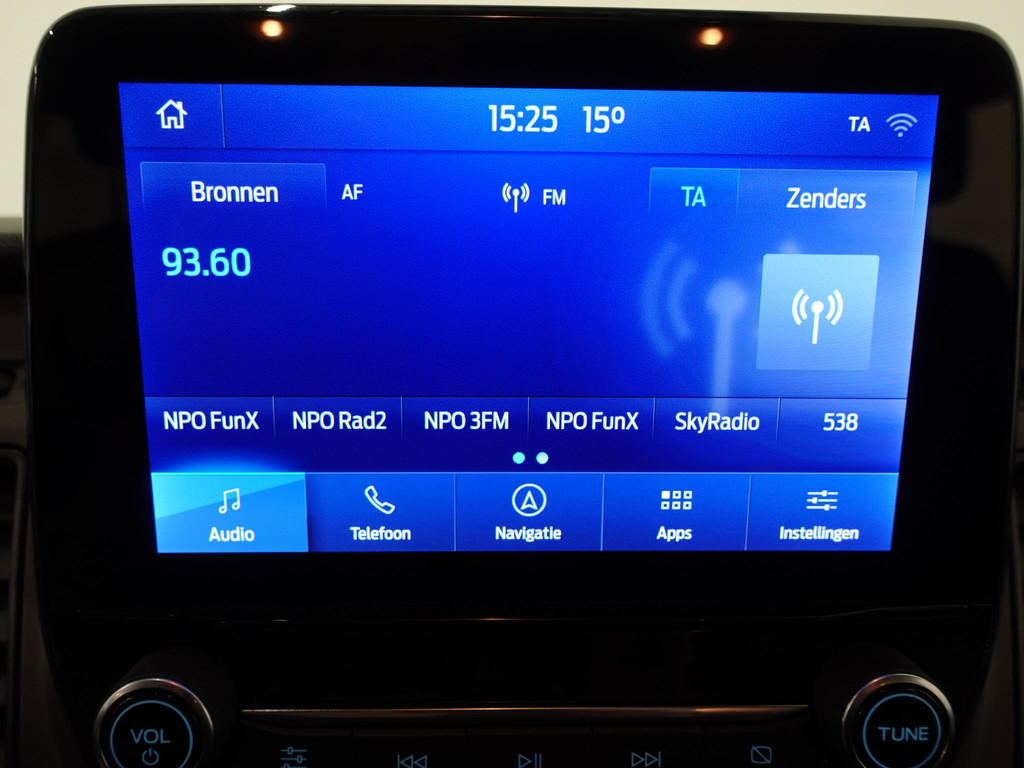 15:25 15º TA
Bronnen AF FM TA Zenders
93.60
NPO FunX NPO Rad2 NPO 3FM NPO FunX SkyRadio 538
Audio Telefoon Navigatie Apps Instellingen
VOL TUNE